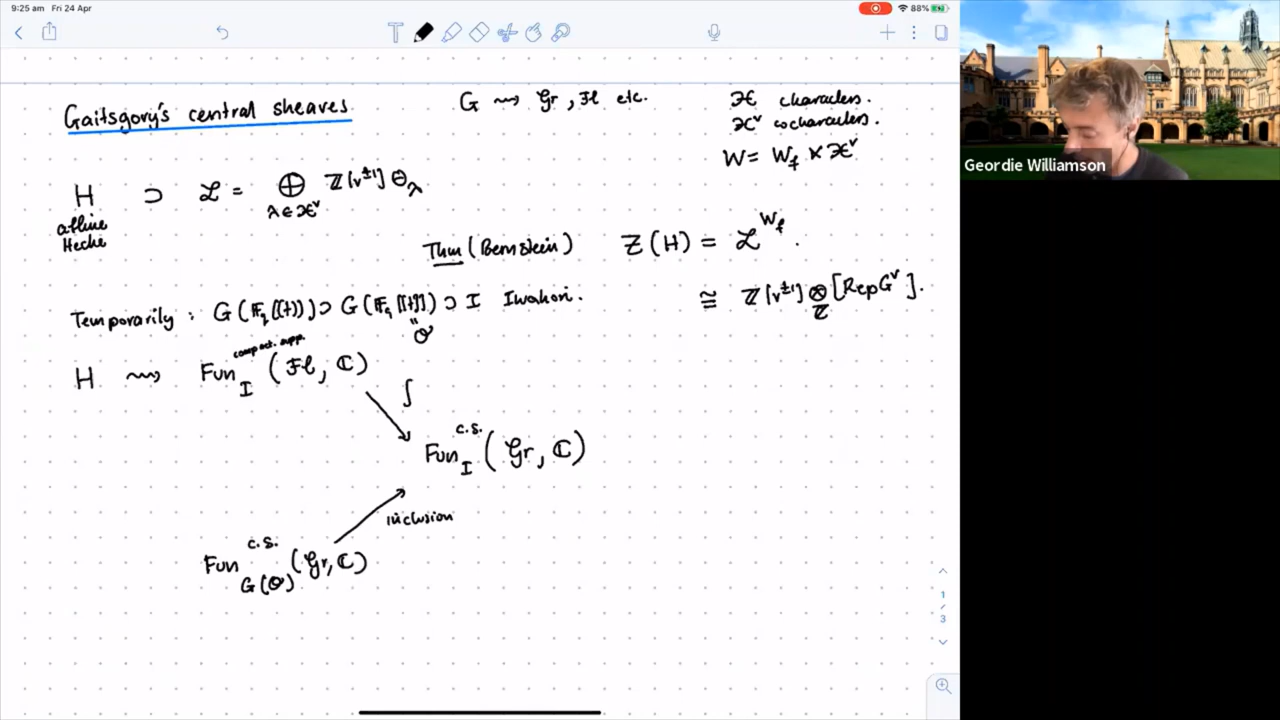 9:25 am Fri 24 Apr
88%
Gaitsgory's central sheaves
G ⇝ Gr, Fl etc.
𝒳 characters.
𝒳^∨ cocharacters.
W = W_f ⋉ 𝒳^∨
H ⊃ ℒ = ⊕_{λ∈𝒳^∨} ℤ[v^{±1}] Θ_λ
affine
Hecke
Thm (Bernstein) Z(H) = ℒ^{W_f}.
≅ ℤ[v^{±1}] ⊗_ℤ [Rep G^∨].
Temporarily : G(𝔽_q((t))) ⊃ G(𝔽_q[[t]]) ⊃ I Iwahori.
"
𝒪
compact. supp.
H ⇝ Fun_I (Fl, ℂ)
∫
Fun_I^{c.s.} (Gr, ℂ)
inclusion
Fun_{G(𝒪)}^{c.s.} (Gr, ℂ)
Geordie Williamson
1
/
3